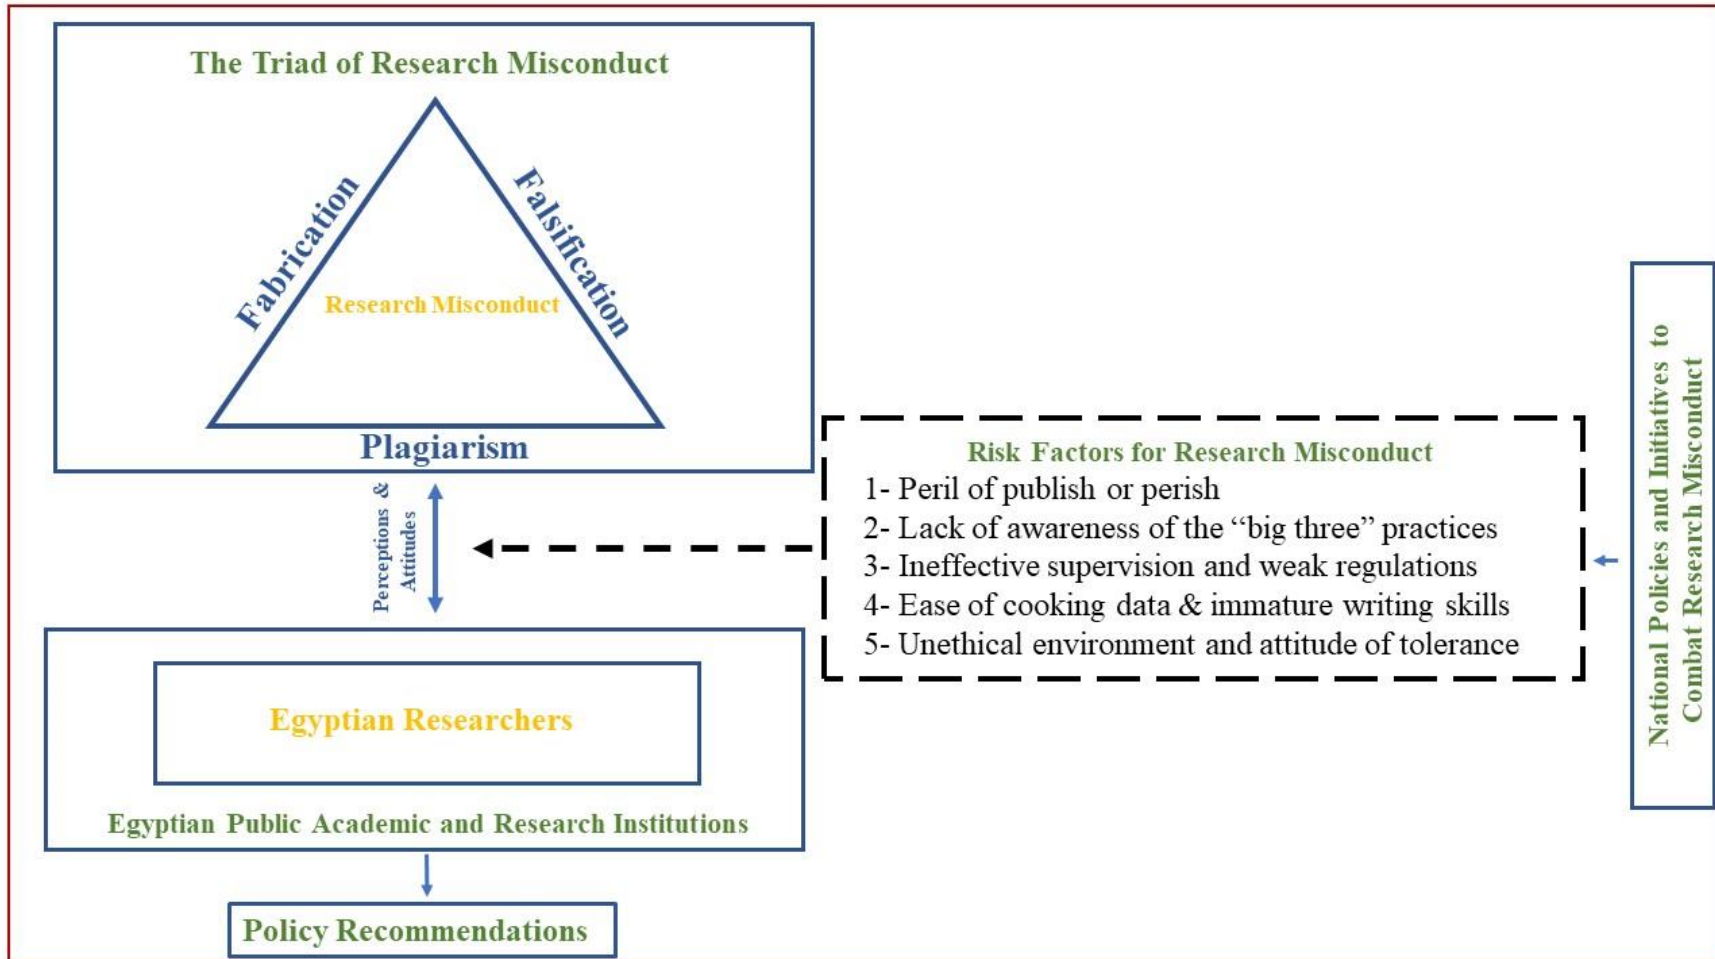 The Triad of Research Misconduct
Fabrication
Falsification
Research Misconduct
Plagiarism
Perceptions &
Attitudes
Egyptian Researchers
Egyptian Public Academic and Research Institutions
Policy Recommendations
Risk Factors for Research Misconduct
1- Peril of publish or perish
2- Lack of awareness of the “big three” practices
3- Ineffective supervision and weak regulations
4- Ease of cooking data & immature writing skills
5- Unethical environment and attitude of tolerance
National Policies and Initiatives to
Combat Research Misconduct